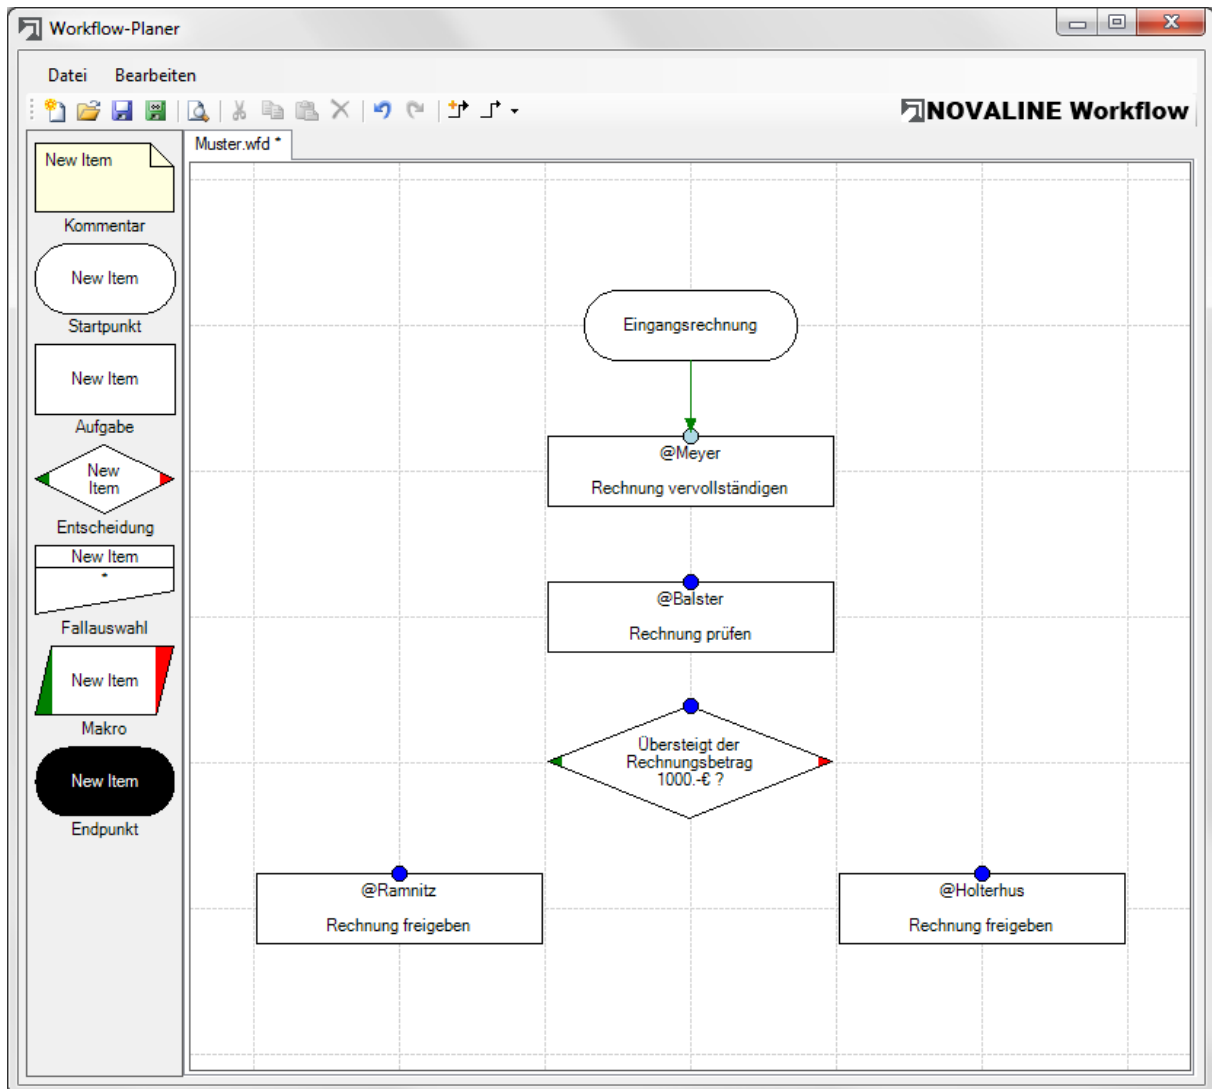 Workflow-Planer
Datei Bearbeiten
NOVALINE Workflow
Muster.wfd *
New Item
Kommentar
New Item
Startpunkt
New Item
Aufgabe
New
Item
Entscheidung
New Item
*
Fallauswahl
New Item
Makro
New Item
Endpunkt
Eingangsrechnung
@Meyer
Rechnung vervollständigen
@Balster
Rechnung prüfen
Übersteigt der
Rechnungsbetrag
1000.-€ ?
@Ramnitz
Rechnung freigeben
@Holterhus
Rechnung freigeben